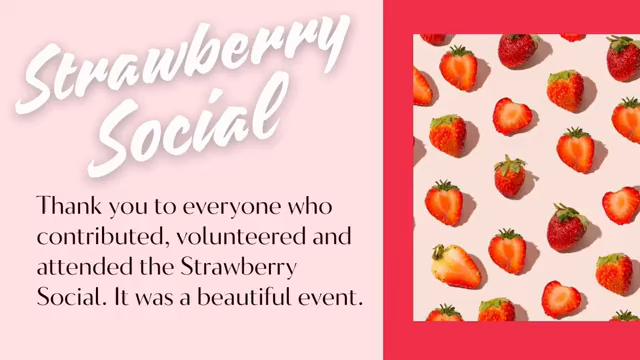 Strawberry
Social
Thank you to everyone who
contributed, volunteered and
attended the Strawberry
Social. It was a beautiful event.